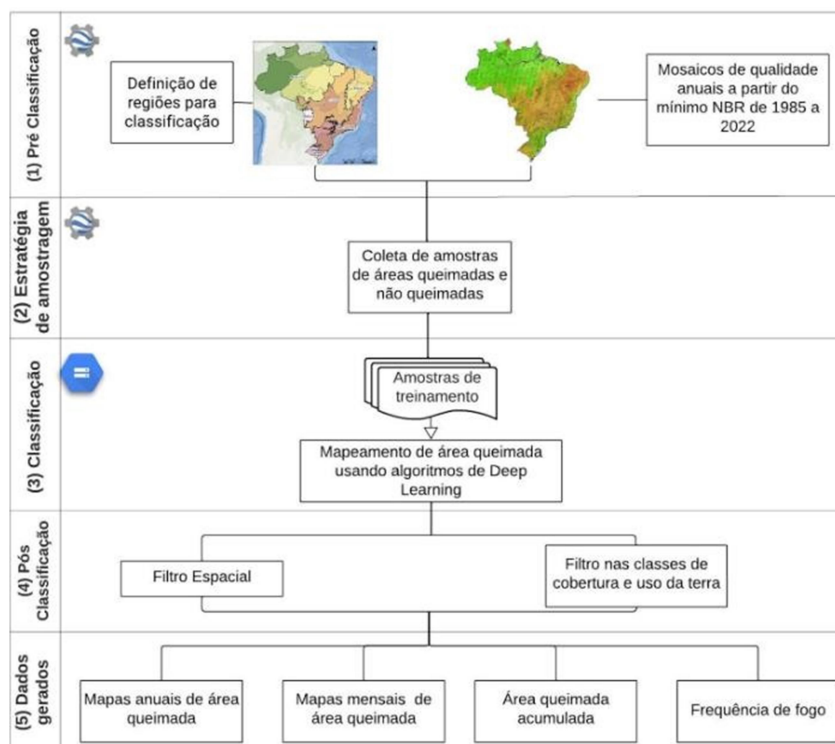 (1) Pré Classificação
Definição de
regiões para
classificação
Mosaicos de qualidade
anuais a partir do
mínimo NBR de 1985 a
2022
(2) Estratégia
de amostragem
Coleta de amostras
de áreas queimadas e
não queimadas
(3) Classificação
Amostras de
treinamento
Mapeamento de área queimada
usando algoritmos de Deep
Learning
(4) Pós
Classificação
Filtro Espacial
Filtro nas classes de
cobertura e uso da terra
(5) Dados
gerados
Mapas anuais de área
queimada
Mapas mensais de
área queimada
Área queimada
acumulada
Frequência de fogo